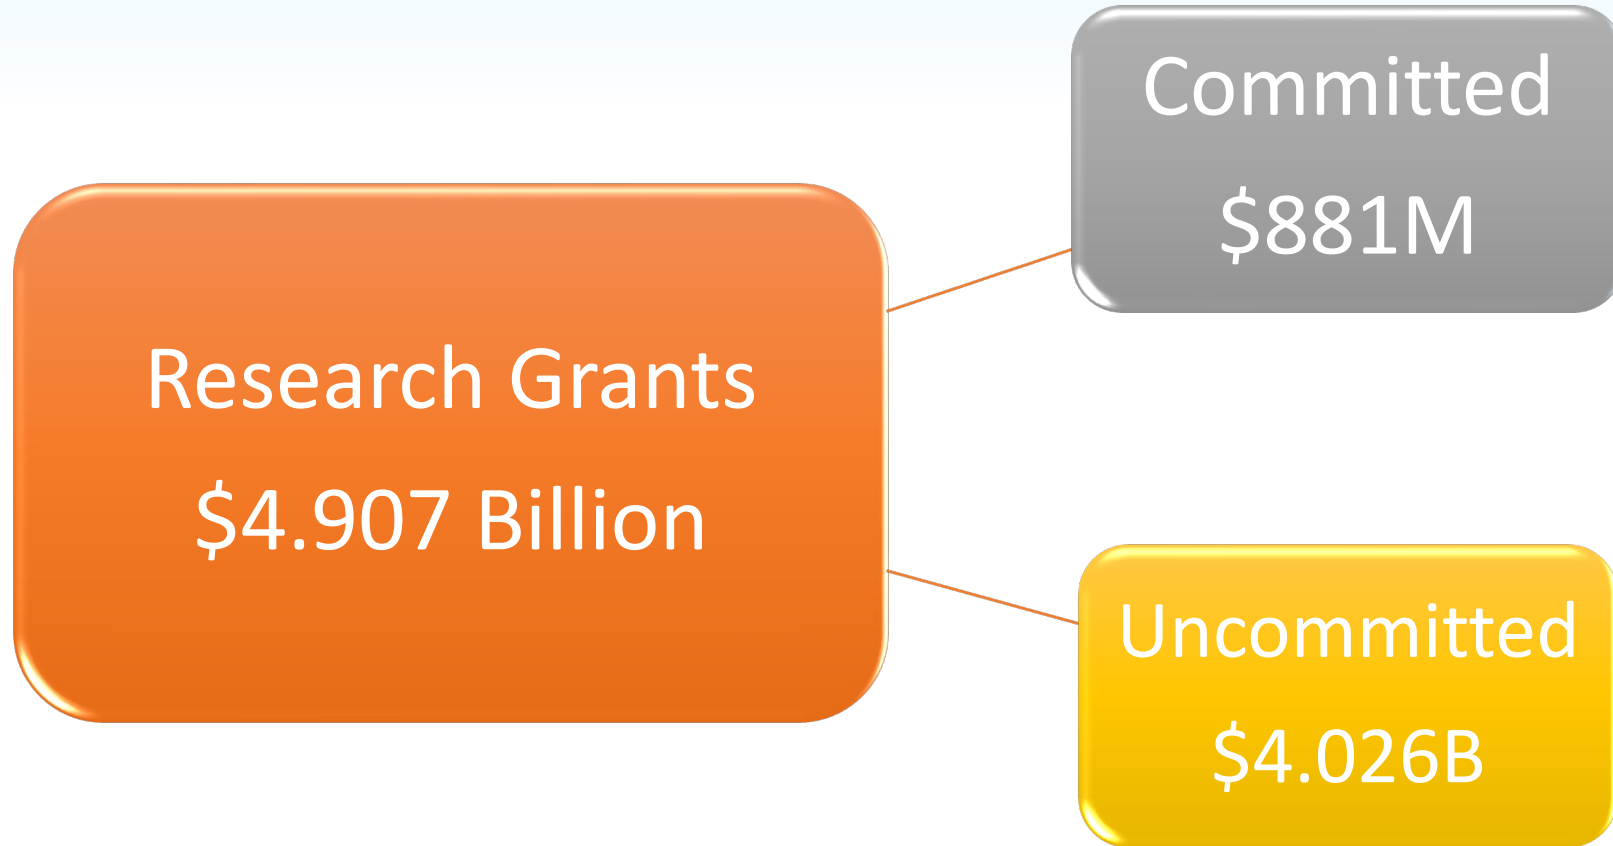 Research Grants
$4.907 Billion
Committed
$881M
Uncommitted
$4.026B